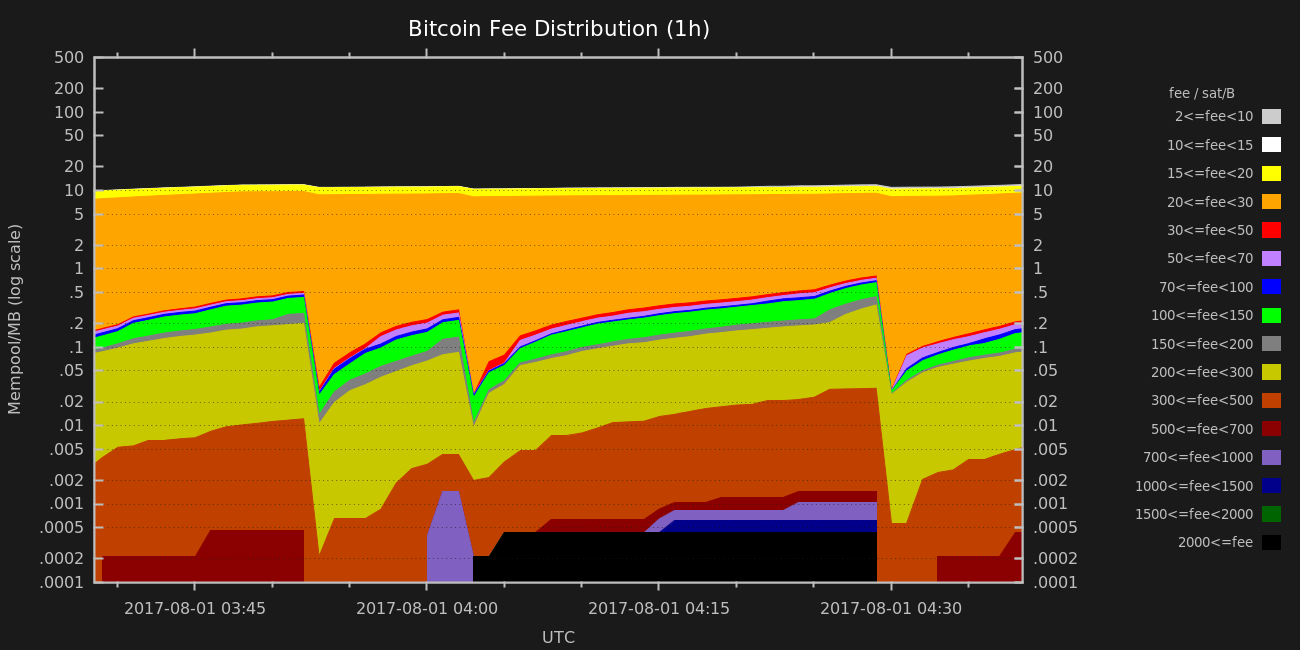 Bitcoin Fee Distribution (1h)
500 500
200 200
100 100
50 50
20 20
10 10
5 5
2 2
1 1
.5 .5
.2 .2
.1 .1
.05 .05
.02 .02
.01 .01
.005 .005
.002 .002
.001 .001
.0005 .0005
.0002 .0002
.0001 .0001
Mempool/MB (log scale)
2017-08-01 03:45 2017-08-01 04:00 2017-08-01 04:15 2017-08-01 04:30
UTC
fee / sat/B
2<=fee<10
10<=fee<15
15<=fee<20
20<=fee<30
30<=fee<50
50<=fee<70
70<=fee<100
100<=fee<150
150<=fee<200
200<=fee<300
300<=fee<500
500<=fee<700
700<=fee<1000
1000<=fee<1500
1500<=fee<2000
2000<=fee